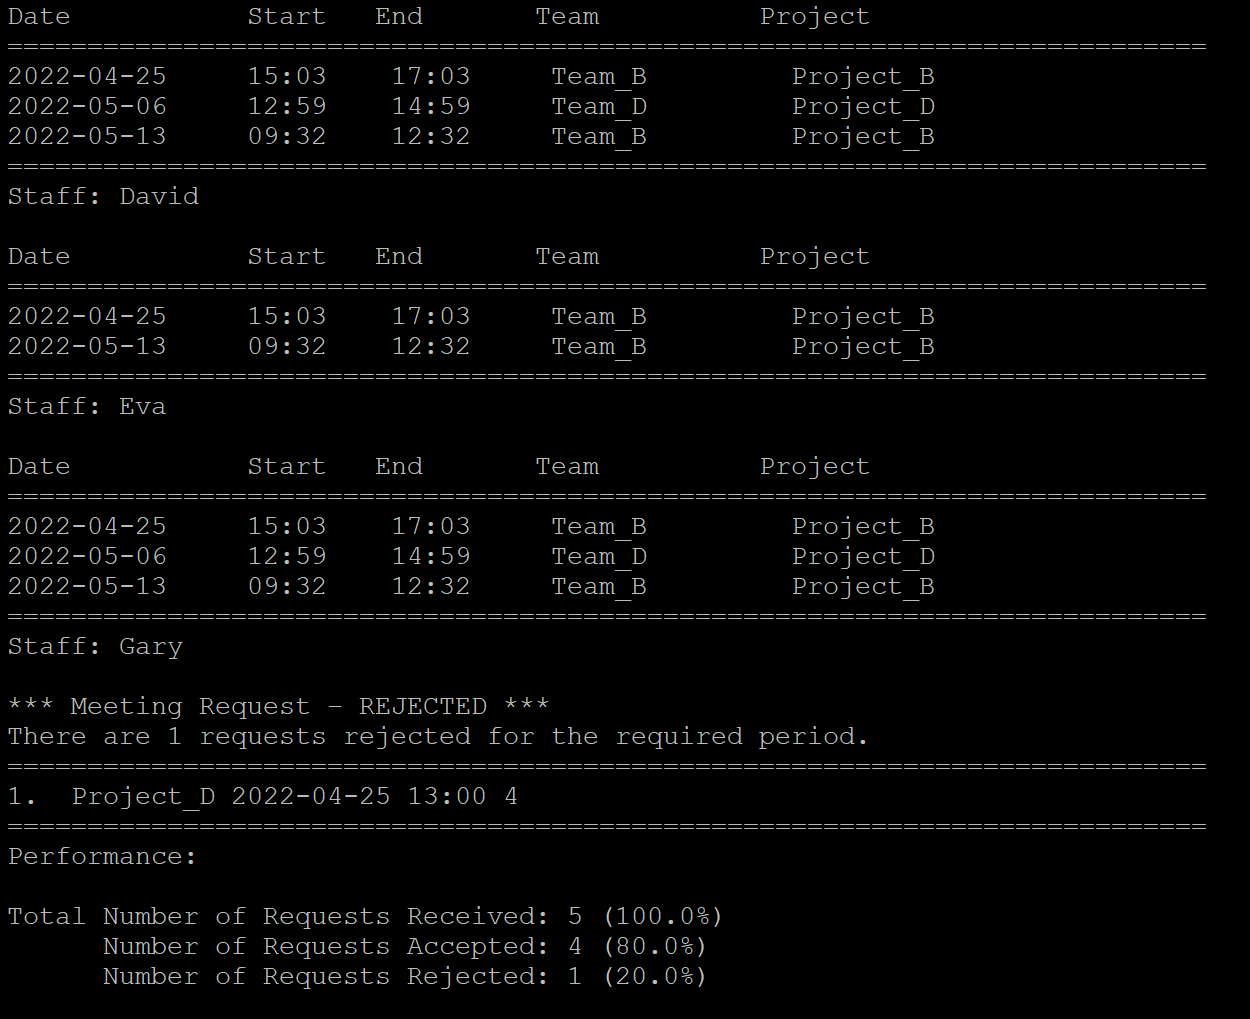 Date           Start   End       Team          Project
===========================================================================
2022-04-25     15:03    17:03     Team_B         Project_B
2022-05-06     12:59    14:59     Team_D         Project_D
2022-05-13     09:32    12:32     Team_B         Project_B
===========================================================================
Staff: David
Date           Start   End       Team          Project
===========================================================================
2022-04-25     15:03    17:03     Team_B         Project_B
2022-05-13     09:32    12:32     Team_B         Project_B
===========================================================================
Staff: Eva
Date           Start   End       Team          Project
===========================================================================
2022-04-25     15:03    17:03     Team_B         Project_B
2022-05-06     12:59    14:59     Team_D         Project_D
2022-05-13     09:32    12:32     Team_B         Project_B
===========================================================================
Staff: Gary
*** Meeting Request – REJECTED ***
There are 1 requests rejected for the required period.
===========================================================================
1.  Project_D 2022-04-25 13:00 4
===========================================================================
Performance:
Total Number of Requests Received: 5 (100.0%)
      Number of Requests Accepted: 4 (80.0%)
      Number of Requests Rejected: 1 (20.0%)